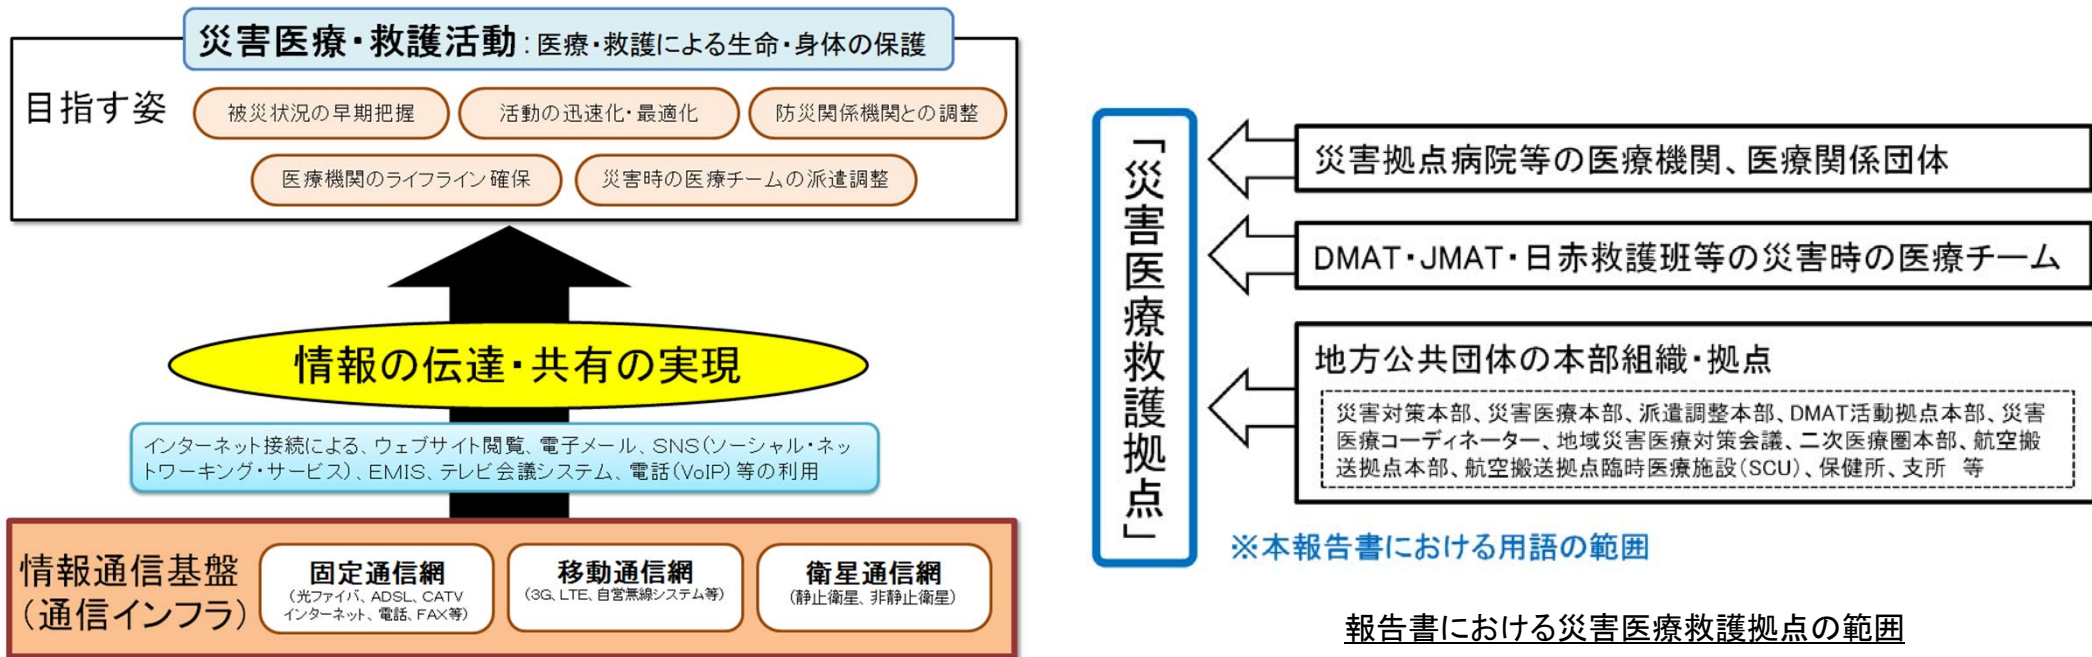 災害医療・救護活動：医療・救護による生命・身体の保護
目指す姿
被災状況の早期把握
活動の迅速化・最適化
防災関係機関との調整
医療機関のライフライン確保
災害時の医療チームの派遣調整
情報の伝達・共有の実現
インターネット接続による、ウェブサイト閲覧、電子メール、SNS(ソーシャル・ネッ
トワーキング・サービス)、EMIS、テレビ会議システム、電話(VoIP)等の利用
情報通信基盤
(通信インフラ)
固定通信網
(光ファイバ、ADSL、CATV
インターネット、電話、FAX等)
移動通信網
(3G、LTE、自営無線システム等)
衛星通信網
(静止衛星、非静止衛星)
「災害医療救護拠点」
災害拠点病院等の医療機関、医療関係団体
DMAT・JMAT・日赤救護班等の災害時の医療チーム
地方公共団体の本部組織・拠点
災害対策本部、災害医療本部、派遣調整本部、DMAT活動拠点本部、災害
医療コーディネーター、地域災害医療対策会議、二次医療圏本部、航空搬
送拠点本部、航空搬送拠点臨時医療施設(SCU)、保健所、支所 等
※本報告書における用語の範囲
報告書における災害医療救護拠点の範囲